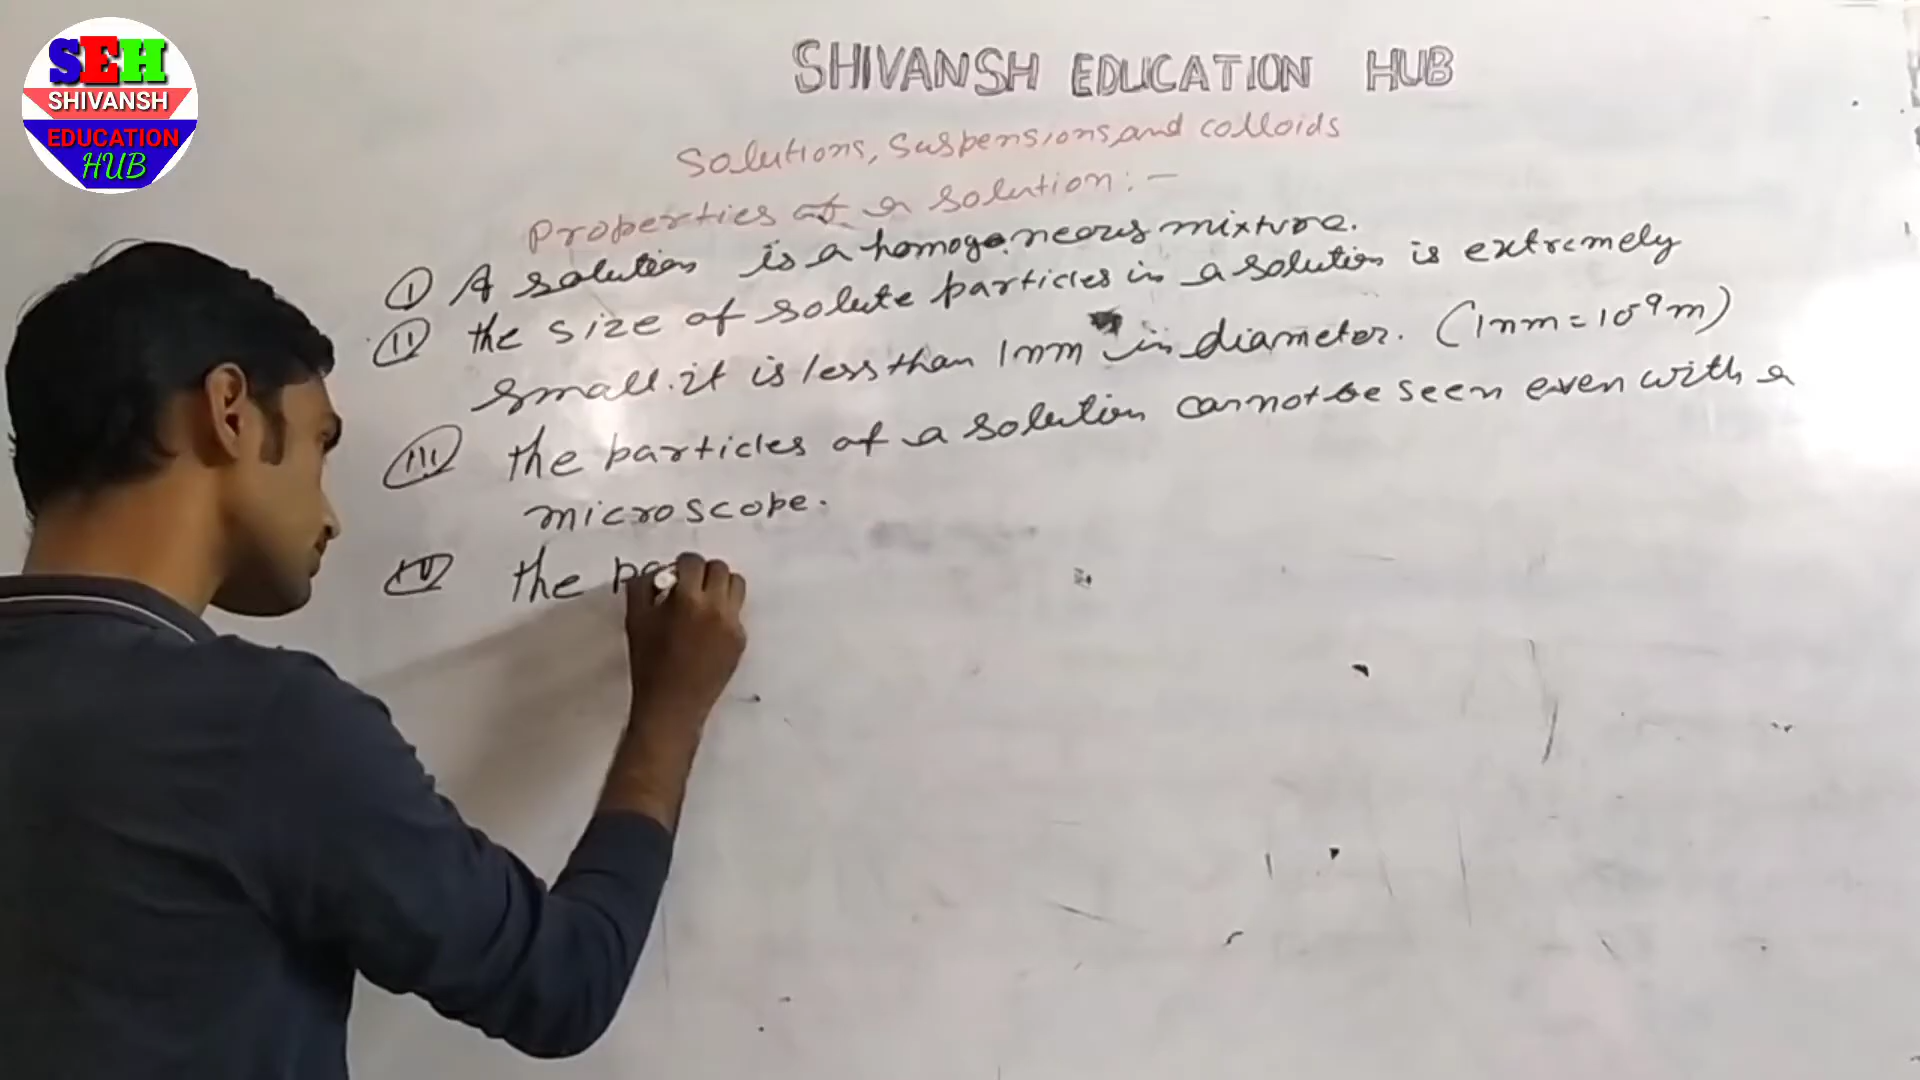 SEH
SHIVANSH
EDUCATION
HUB
SHIVANSH EDUCATION HUB
Solutions, Suspensions, and colloids
Properties of a solution:-
(I) A solution is a homogeneous mixture.
(II) the size of solute particles in a solution is extremely
small. it is less than 1nm in diameter. (1nm=10⁻⁹m)
(III) the particles of a solution cannot be seen even with a
microscope.
(IV) the pa